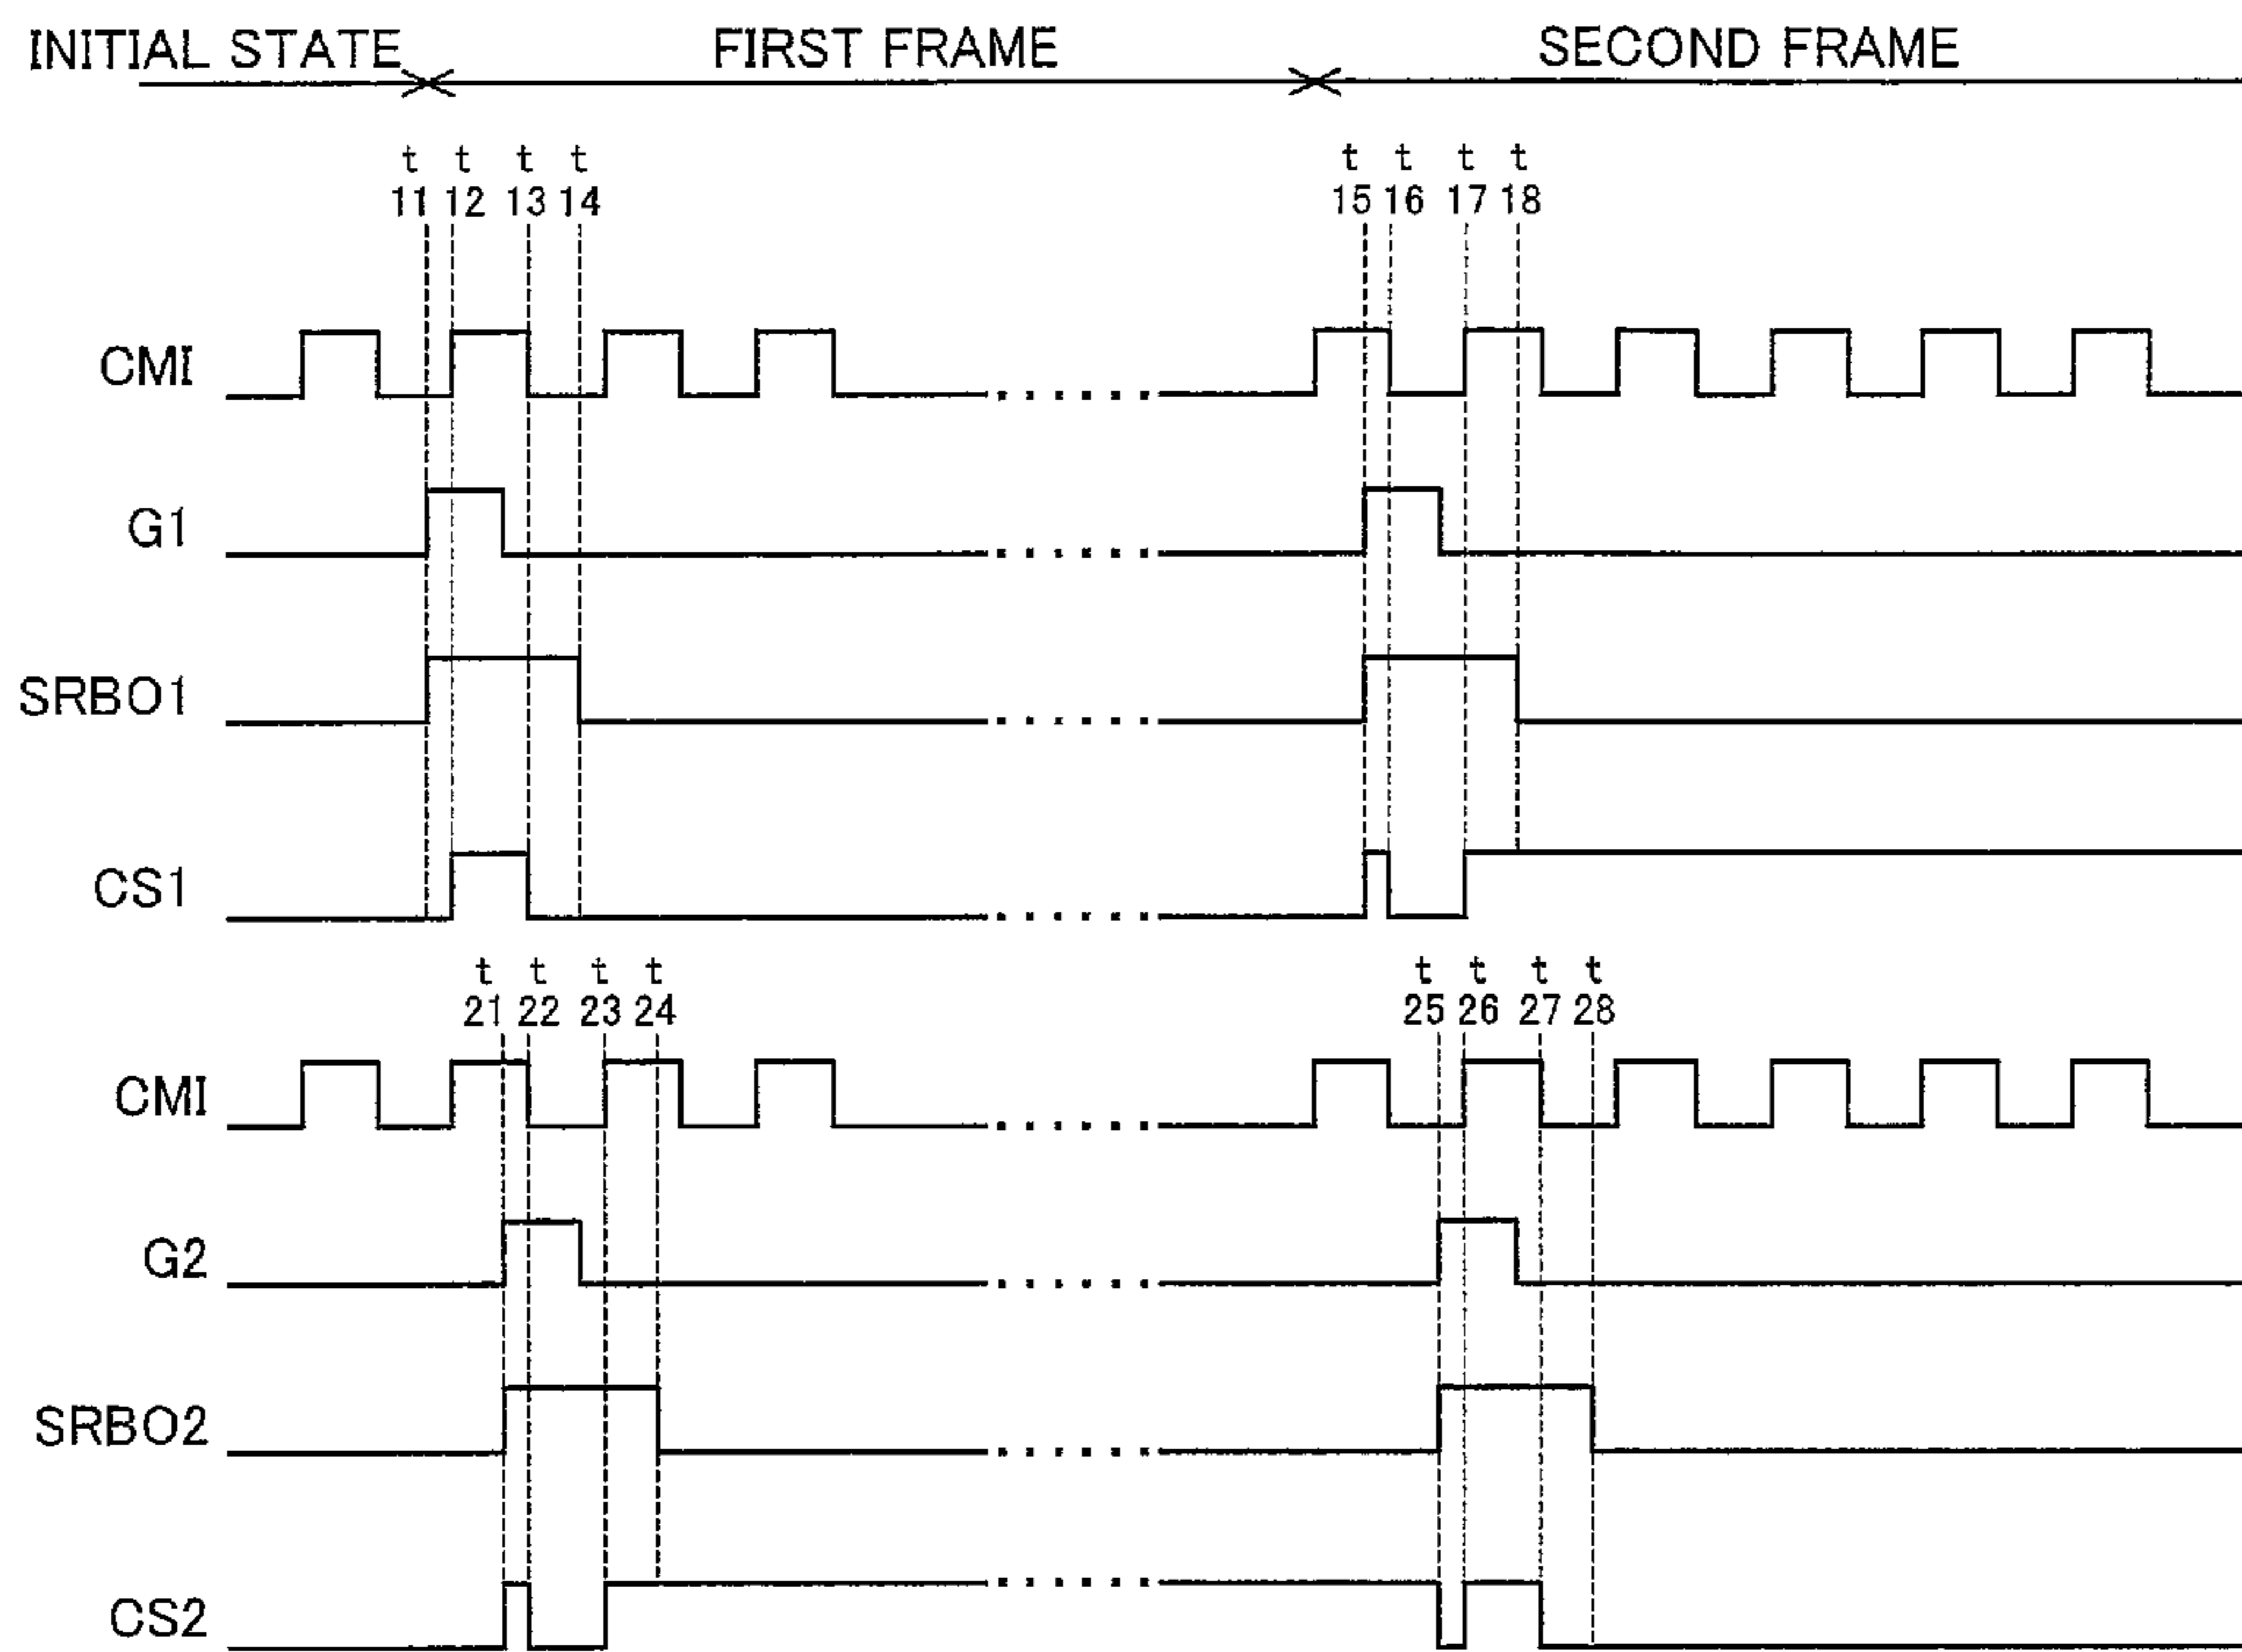 INITIAL STATE FIRST FRAME SECOND FRAME
t t t t t t t t
11 12 13 14 15 16 17 18
CMI
G1
SRBO1
CS1
t t t t t t t t
21 22 23 24 25 26 27 28
CMI
G2
SRBO2
CS2